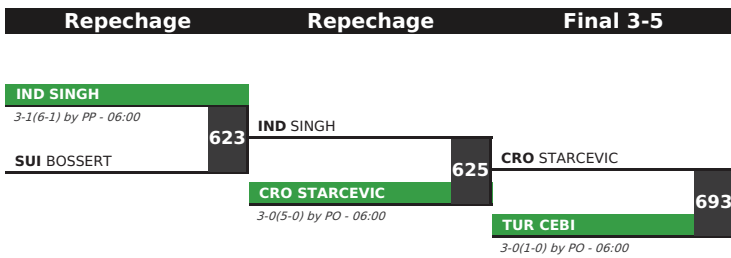 Repechage Repechage Final 3-5
IND SINGH
3-1(6-1) by PP - 06:00
623
SUI BOSSERT
IND SINGH
625
CRO STARCEVIC
3-0(5-0) by PO - 06:00
CRO STARCEVIC
693
TUR CEBI
3-0(1-0) by PO - 06:00